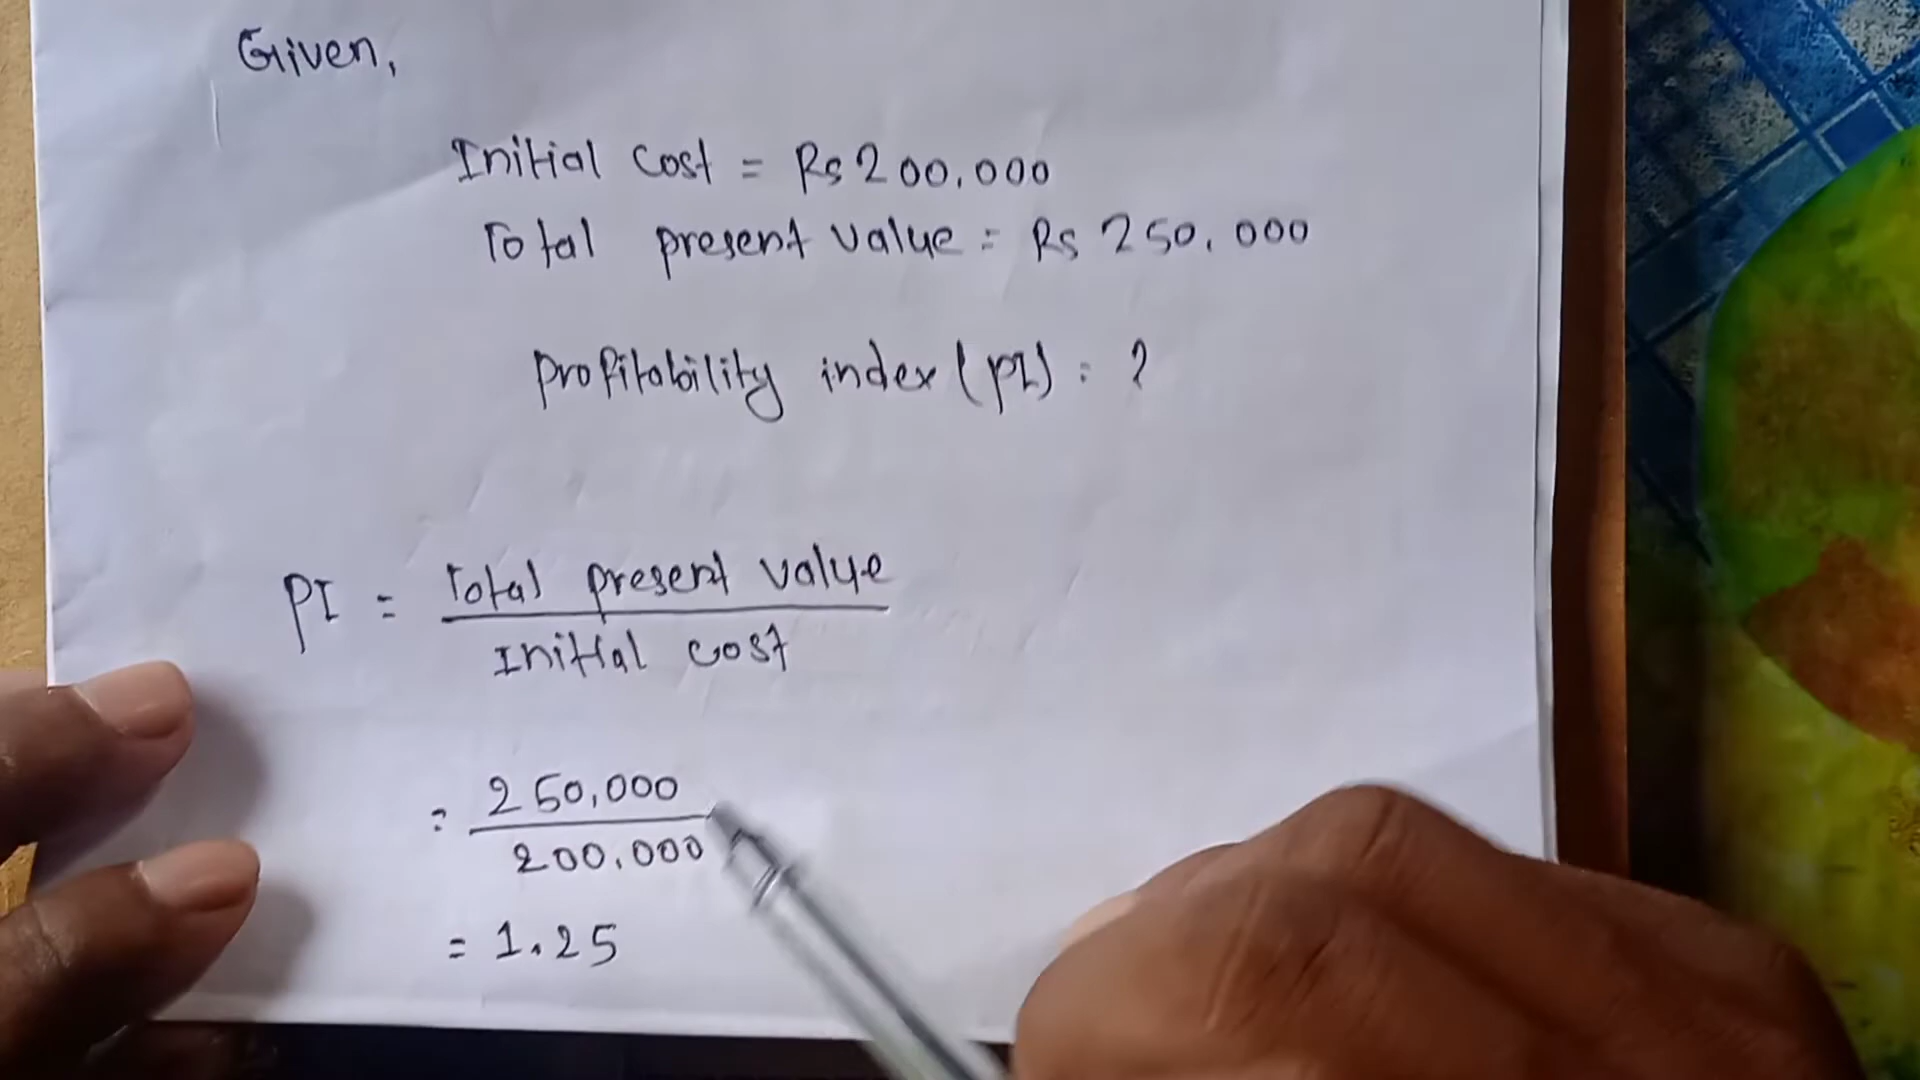 Given,
Initial cost = Rs 200,000
Total present value = Rs 250,000
Profitability index (PI) = ?
PI = Total present value
Initial cost
= 250,000
200,000
= 1.25